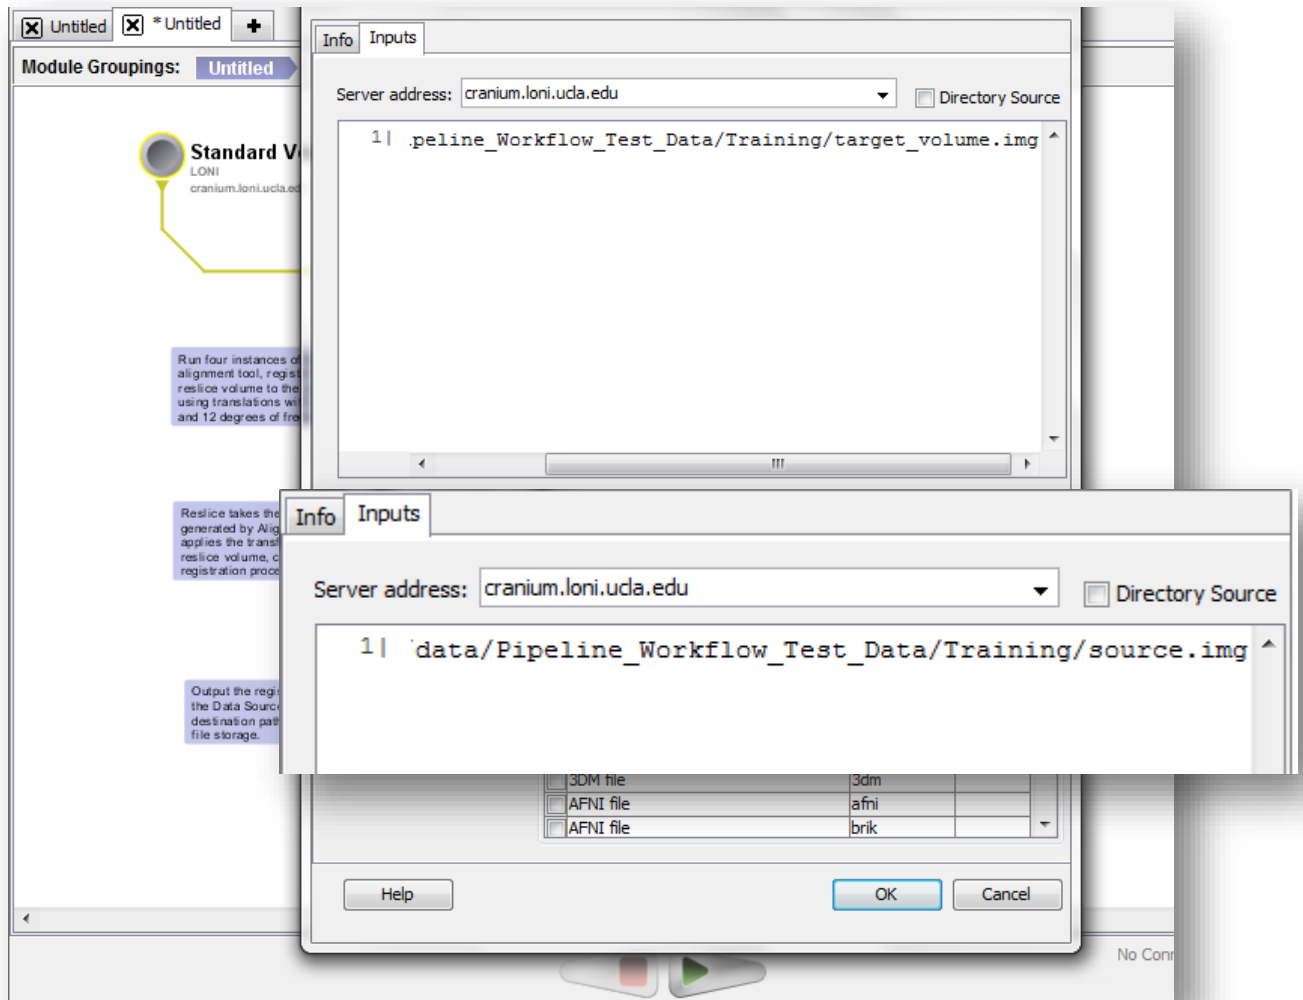 Untitled
* Untitled
+
Module Groupings: Untitled
Info Inputs
Server address: cranium.loni.ucla.edu Directory Source
1| .peline_Workflow_Test_Data/Training/target_volume.img
Standard V
LONI
cranium.loni.ucla.ed
Run four instances of
alignment tool, regist
reslice volume to the
using translations wi
and 12 degrees of fre
Reslice takes the
generated by Alig
applies the transf
reslice volume, c
registration proce
Output the regi
the Data Sourc
destination path
file storage.
Info Inputs
Server address: cranium.loni.ucla.edu Directory Source
1| data/Pipeline_Workflow_Test_Data/Training/source.img
3DM file 3dm
AFNI file afni
AFNI file brik
Help OK Cancel
No Conn